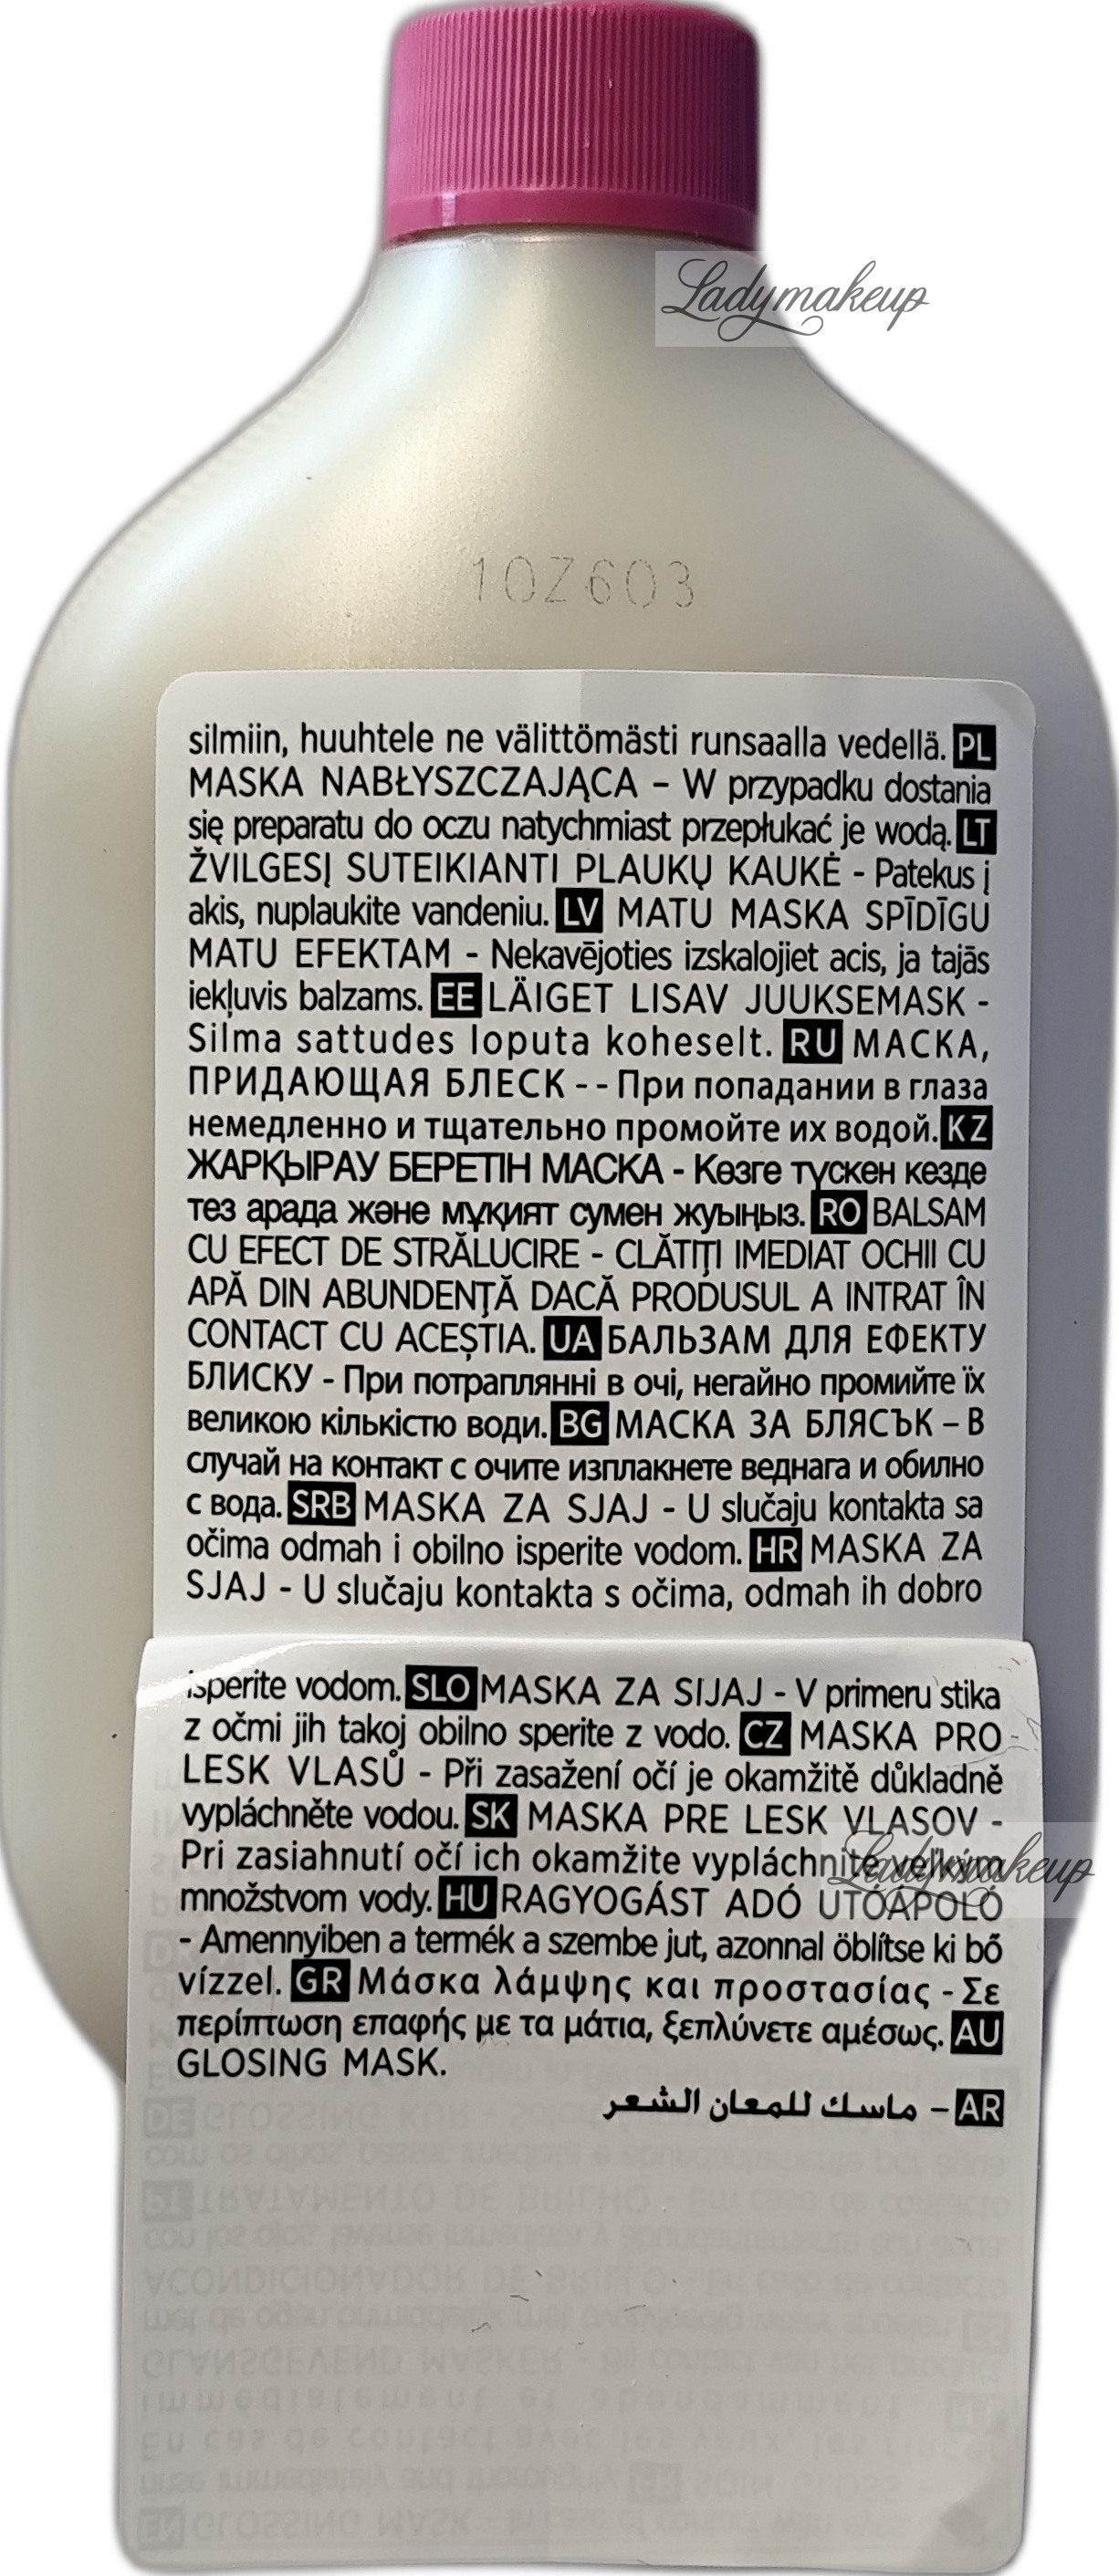 Ladymakeup
10Z603
silmiin, huuhtele ne välittömästi runsaalla vedellä. PL
MASKA NABŁYSZCZAJĄCA – W przypadku dostania
się preparatu do oczu natychmiast przepłukać je wodą. LT
ŽVILGESĮ SUTEIKIANTI PLAUKŲ KAUKĖ - Patekus į
akis, nuplaukite vandeniu. LV MATU MASKA SPĪDĪGU
MATU EFEKTAM - Nekavējoties izskalojiet acis, ja tajās
iekļuvis balzams. EE LÄIGET LISAV JUUKSEMASK -
Silma sattudes loputa koheselt. RU МАСКА,
ПРИДАЮЩАЯ БЛЕСК - - При попадании в глаза
немедленно и тщательно промойте их водой. KZ
ЖАРҚЫРАУ БЕРЕТІН МАСКА - Көзге түскен кезде
тез арада және мұқият сумен жуыңыз. RO BALSAM
CU EFECT DE STRĂLUCIRE - CLĂTIȚI IMEDIAT OCHII CU
APĂ DIN ABUNDENȚĂ DACĂ PRODUSUL A INTRAT ÎN
CONTACT CU ACEȘTIA. UA БАЛЬЗАМ ДЛЯ ЕФЕКТУ
БЛИСКУ - При потраплянні в очі, негайно промийте їх
великою кількістю води. BG МАСКА ЗА БЛЯСЪК – В
случай на контакт с очите изплакнете веднага и обилно
с вода. SRB MASKA ZA SJAJ - U slučaju kontakta sa
očima odmah i obilno isperite vodom. HR MASKA ZA
SJAJ - U slučaju kontakta s očima, odmah ih dobro
isperite vodom. SLO MASKA ZA SIJAJ - V primeru stika
z očmi jih takoj obilno sperite z vodo. CZ MASKA PRO
LESK VLASŮ - Při zasažení očí je okamžitě důkladně
vypláchněte vodou. SK MASKA PRE LESK VLASOV -
Pri zasiahnutí očí ich okamžite vypláchnite veľkým
Ladymakeup
množstvom vody. HU RAGYOGÁST ADÓ UTÓÁPOLÓ
- Amennyiben a termék a szembe jut, azonnal öblítse ki bő
vízzel. GR Μάσκα λάμψης και προστασίας - Σε
περίπτωση επαφής με τα μάτια, ξεπλύνετε αμέσως. AU
GLOSING MASK.
AR – ماسك للمعان الشعر